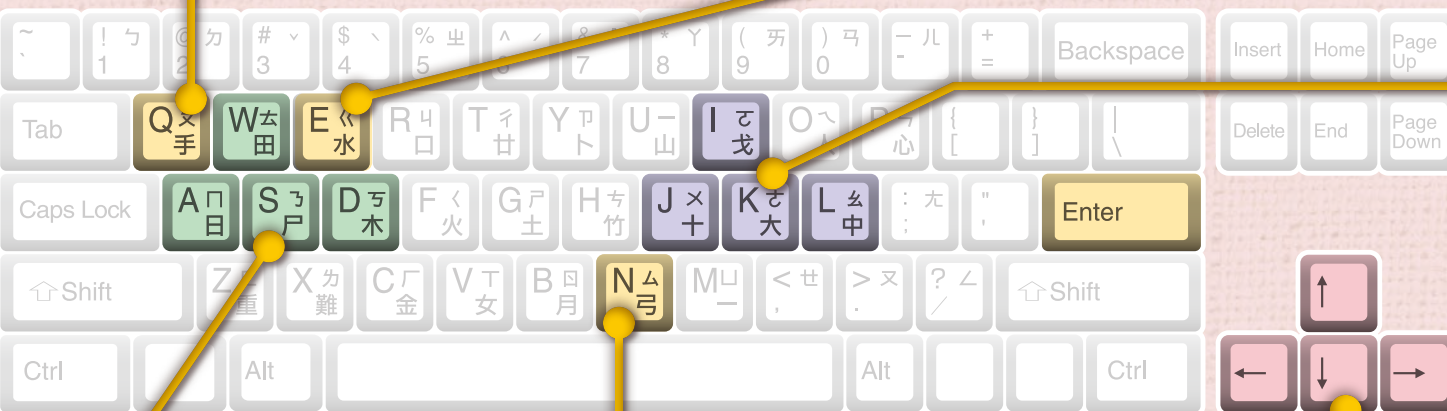 ~ ` ! ㄅ 1 @ ㄉ 2 # ˇ 3 $ ˋ 4 % ㄓ 5 ^ ˊ 6 & 7 * ㄚ 8 ( ㄞ 9 ) ㄢ 0 - ㄦ + = Backspace Insert Home Page Up
Tab Q ㄆ 手 W ㄊ 田 E ㄍ 水 R ㄐ 口 T ㄔ 廿 Y ㄗ 卜 U ㄧ 山 I ㄛ 戈 O ㄟ 人 P ㄣ 心 { [ } ] | \ Delete End Page Down
Caps Lock A ㄇ 日 S ㄋ 尸 D ㄎ 木 F ㄑ 火 G ㄕ 土 H ㄘ 竹 J ㄨ 十 K ㄜ 大 L ㄠ 中 : ㄤ ; " ' Enter
⇧Shift Z 重 X ㄌ 難 C ㄏ 金 V ㄒ 女 B ㄖ 月 N ㄙ 弓 M ㄩ 一 < ㄝ , > ㄡ . ? ㄥ / ⇧Shift ↑
Ctrl Alt Alt Ctrl ← ↓ →